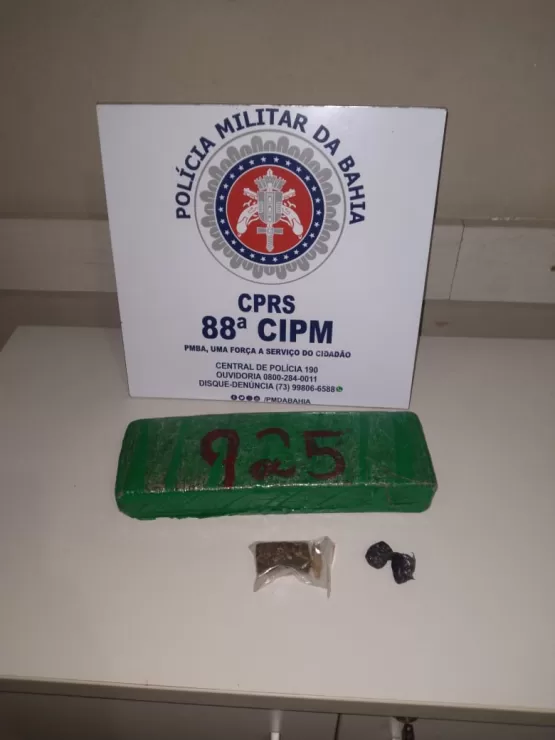 POLÍCIA MILITAR DA BAHIA
CPRS
88ª CIPM
PMBA, UMA FORÇA A SERVIÇO DO CIDADÃO
CENTRAL DE POLÍCIA 190
OUVIDORIA 0800-284-0011
DISQUE-DENÚNCIA (73) 99806-6588
/PMDABAHIA
925